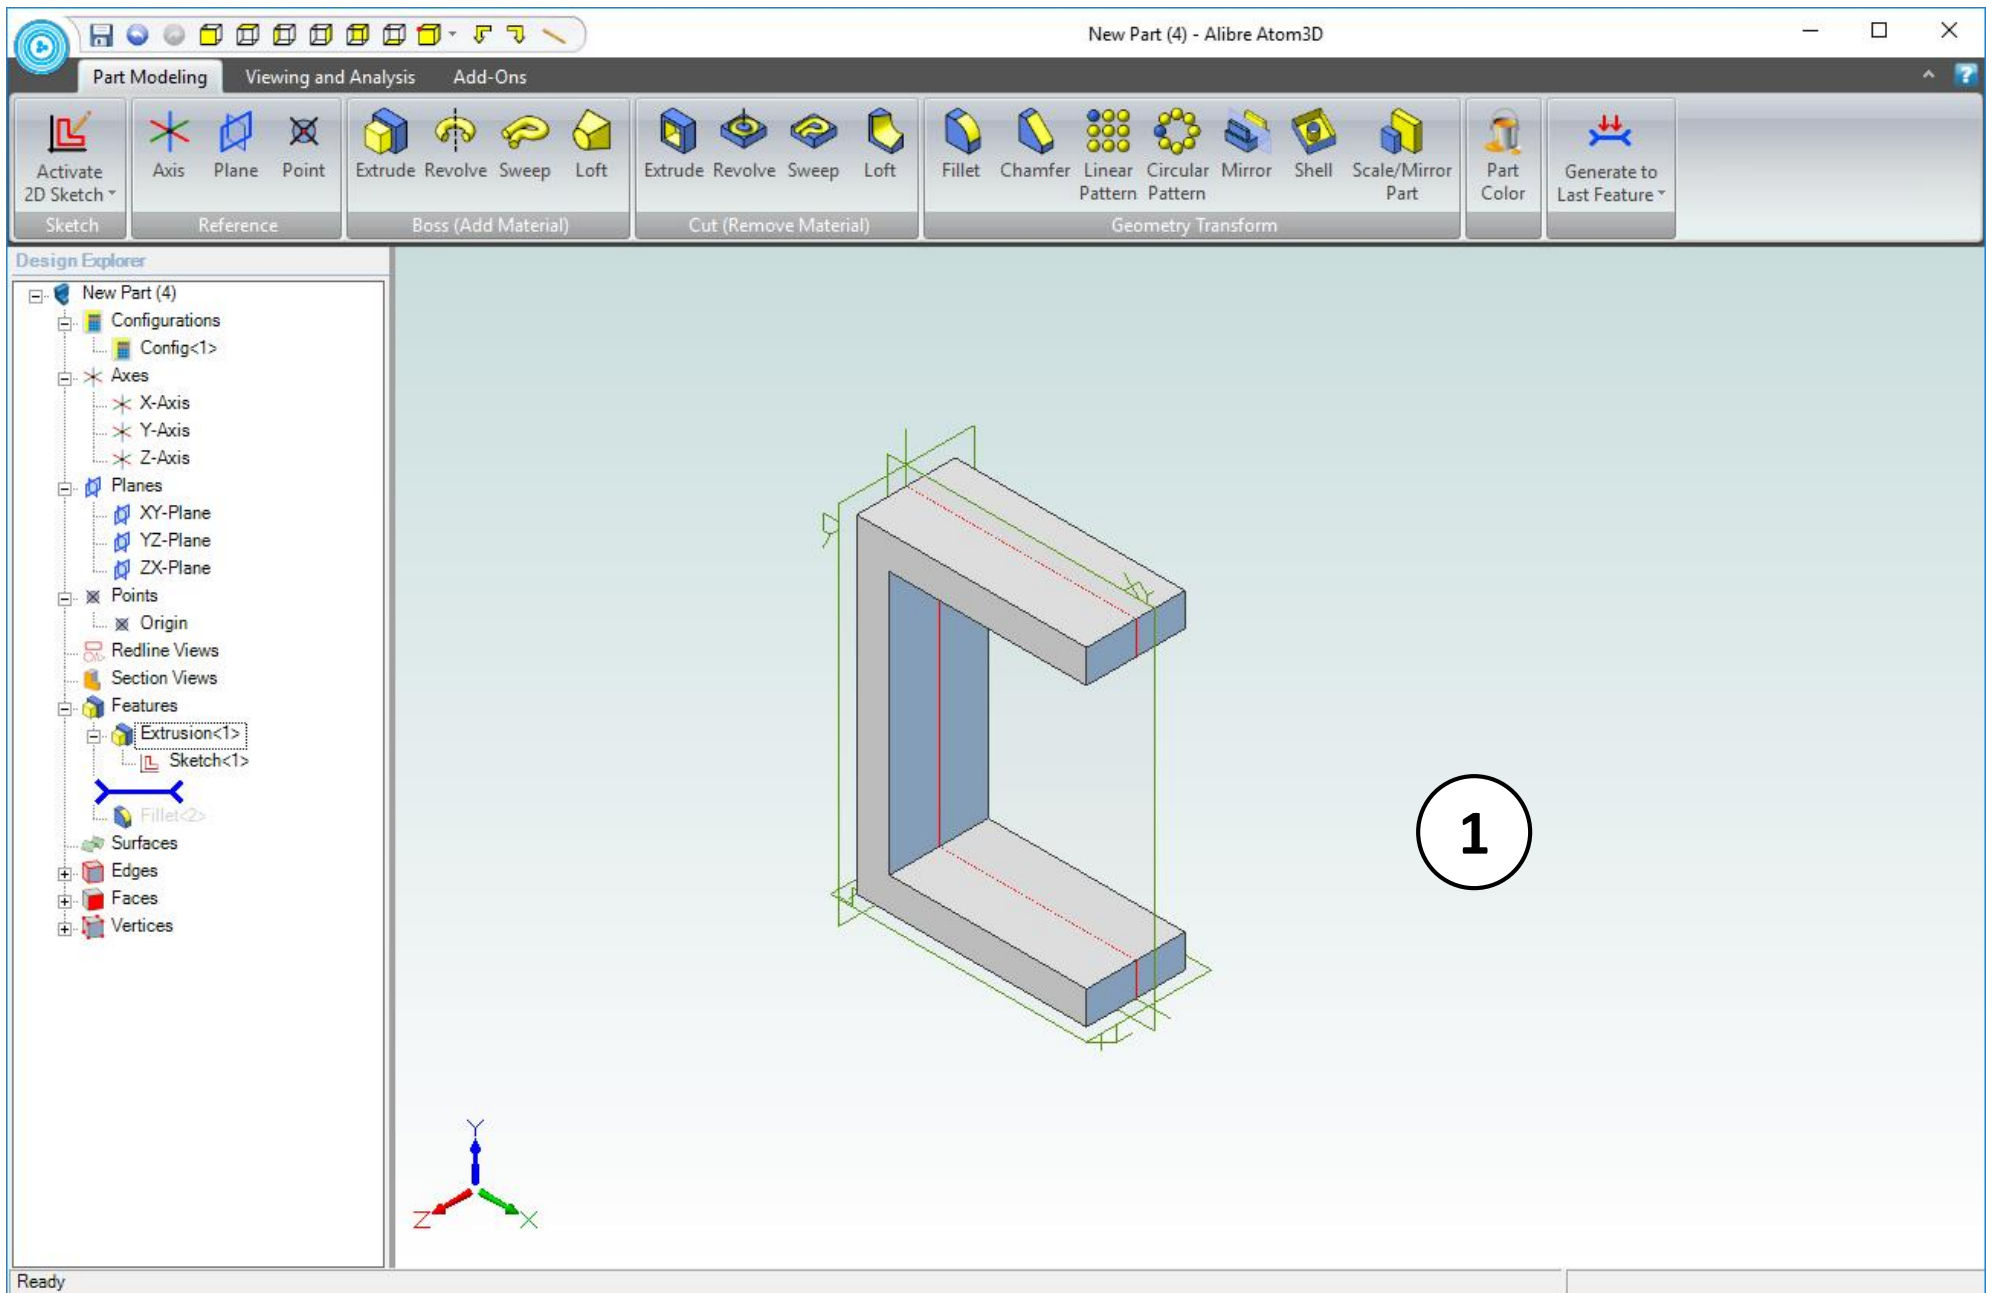 New Part (4) - Alibre Atom3D
Part Modeling Viewing and Analysis Add-Ons
Activate 2D Sketch
Axis Plane Point
Extrude Revolve Sweep Loft
Extrude Revolve Sweep Loft
Fillet Chamfer Linear Pattern Circular Pattern Mirror Shell Scale/Mirror Part
Part Color
Generate to Last Feature
Sketch Reference Boss (Add Material) Cut (Remove Material) Geometry Transform
Design Explorer
New Part (4)
Configurations
Config<1>
Axes
X-Axis
Y-Axis
Z-Axis
Planes
XY-Plane
YZ-Plane
ZX-Plane
Points
Origin
Redline Views
Section Views
Features
Extrusion<1>
Sketch<1>
Fillet<2>
Surfaces
Edges
Faces
Vertices
1
Y
Z
X
Ready